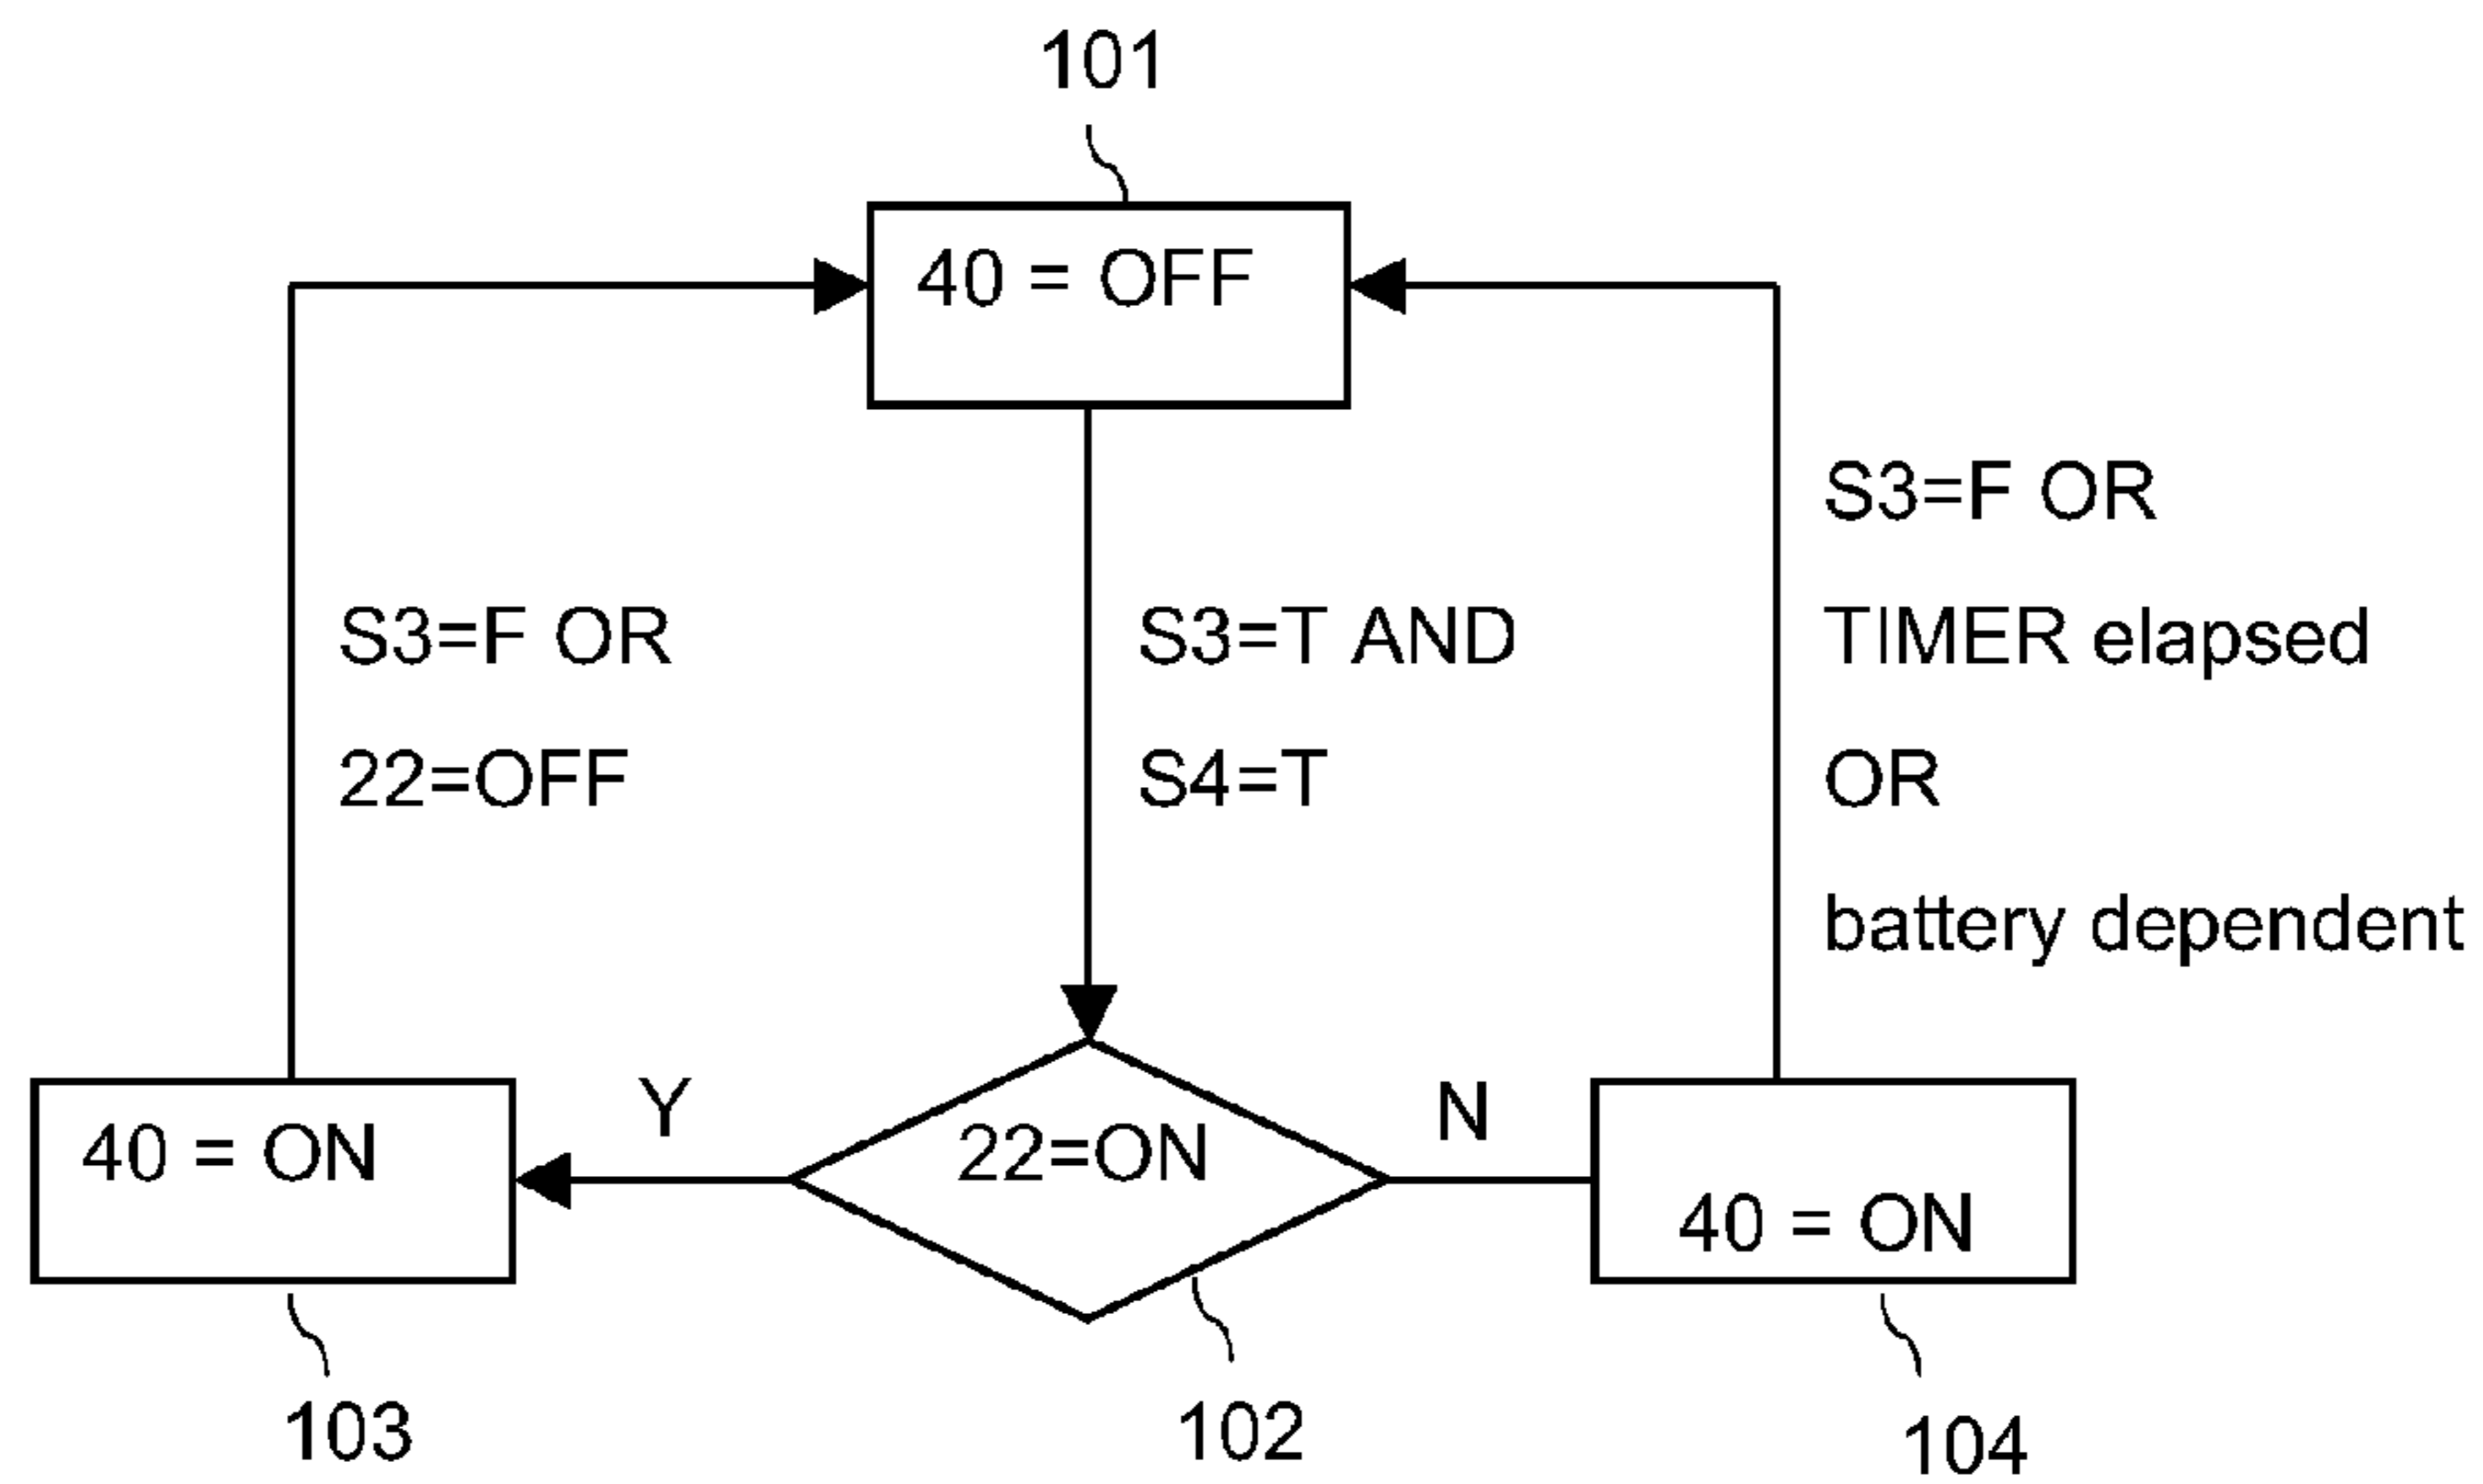 101
40 = OFF
S3=F OR
22=OFF
S3=T AND
S4=T
S3=F OR
TIMER elapsed
OR
battery dependent
40 = ON
Y
22=ON
N
40 = ON
103
102
104